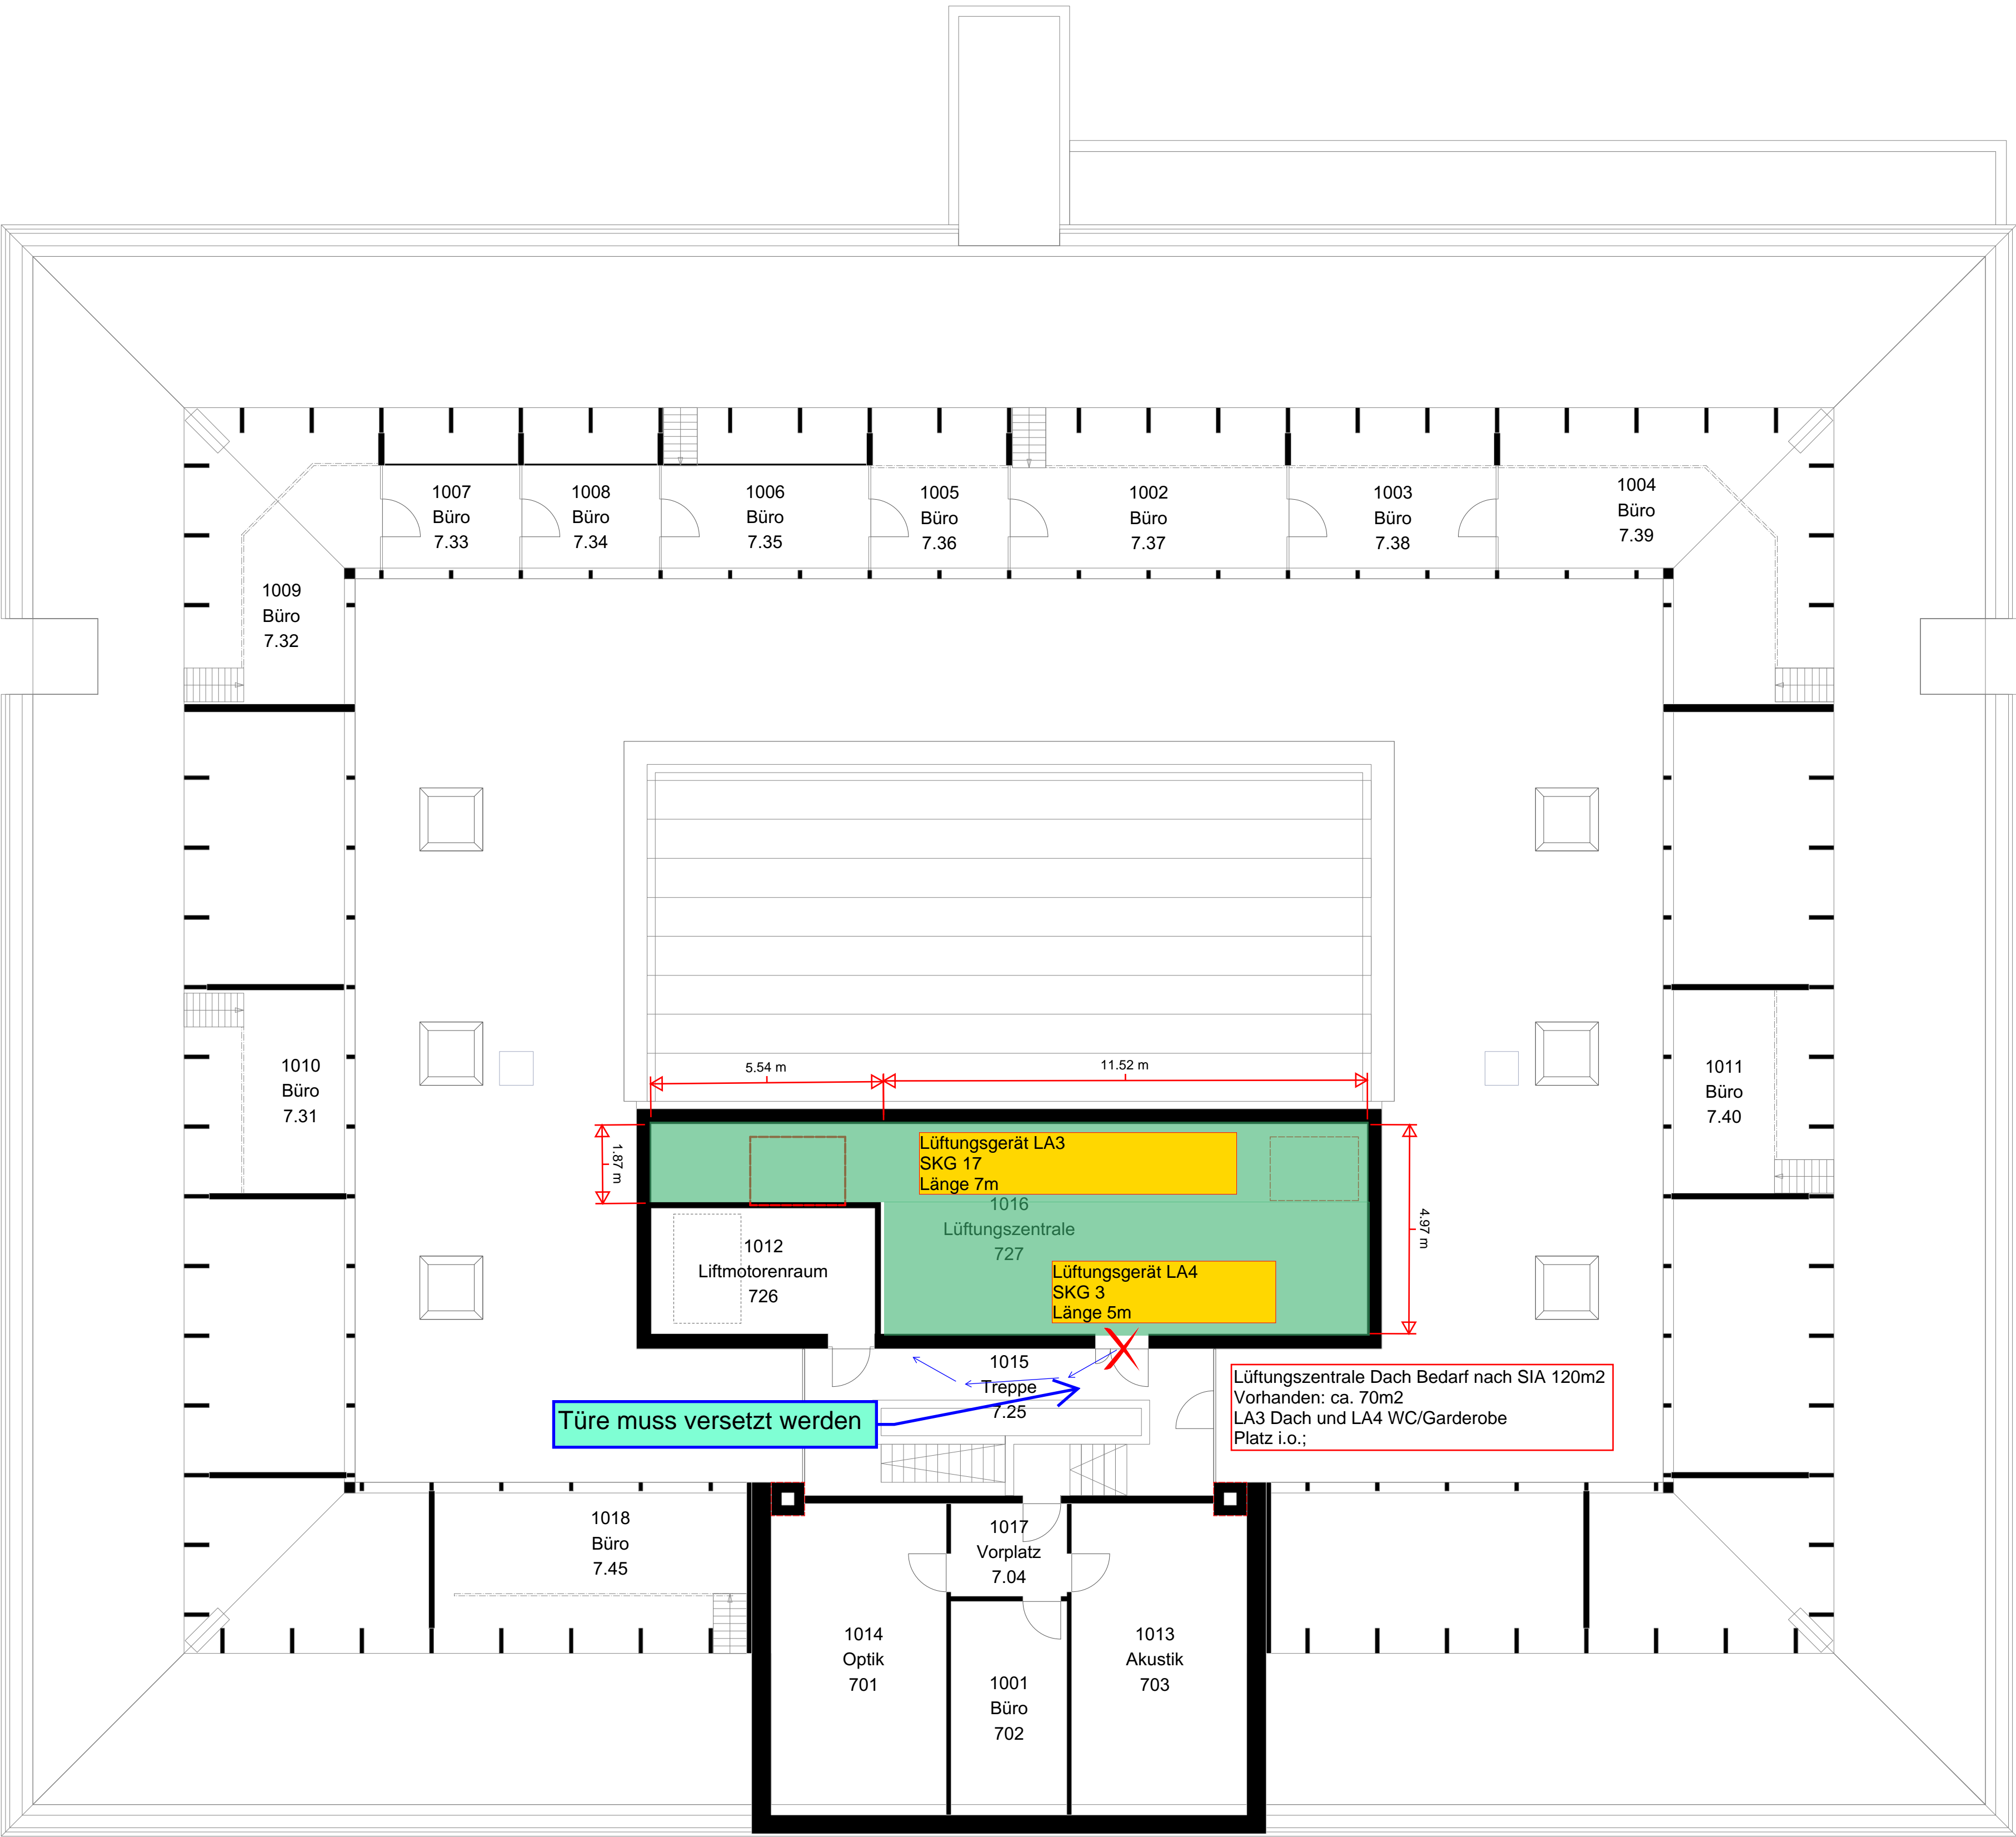 1007
Büro
7.33
1008
Büro
7.34
1006
Büro
7.35
1005
Büro
7.36
1002
Büro
7.37
1003
Büro
7.38
1004
Büro
7.39
1009
Büro
7.32
1010
Büro
7.31
1011
Büro
7.40
5.54 m
11.52 m
1.87 m
4.97 m
Lüftungsgerät LA3
SKG 17
Länge 7m
1016
Lüftungszentrale
727
1012
Liftmotorenraum
726
Lüftungsgerät LA4
SKG 3
Länge 5m
1015
Treppe
7.25
Türe muss versetzt werden
Lüftungszentrale Dach Bedarf nach SIA 120m2
Vorhanden: ca. 70m2
LA3 Dach und LA4 WC/Garderobe
Platz i.o.;
1018
Büro
7.45
1017
Vorplatz
7.04
1014
Optik
701
1001
Büro
702
1013
Akustik
703